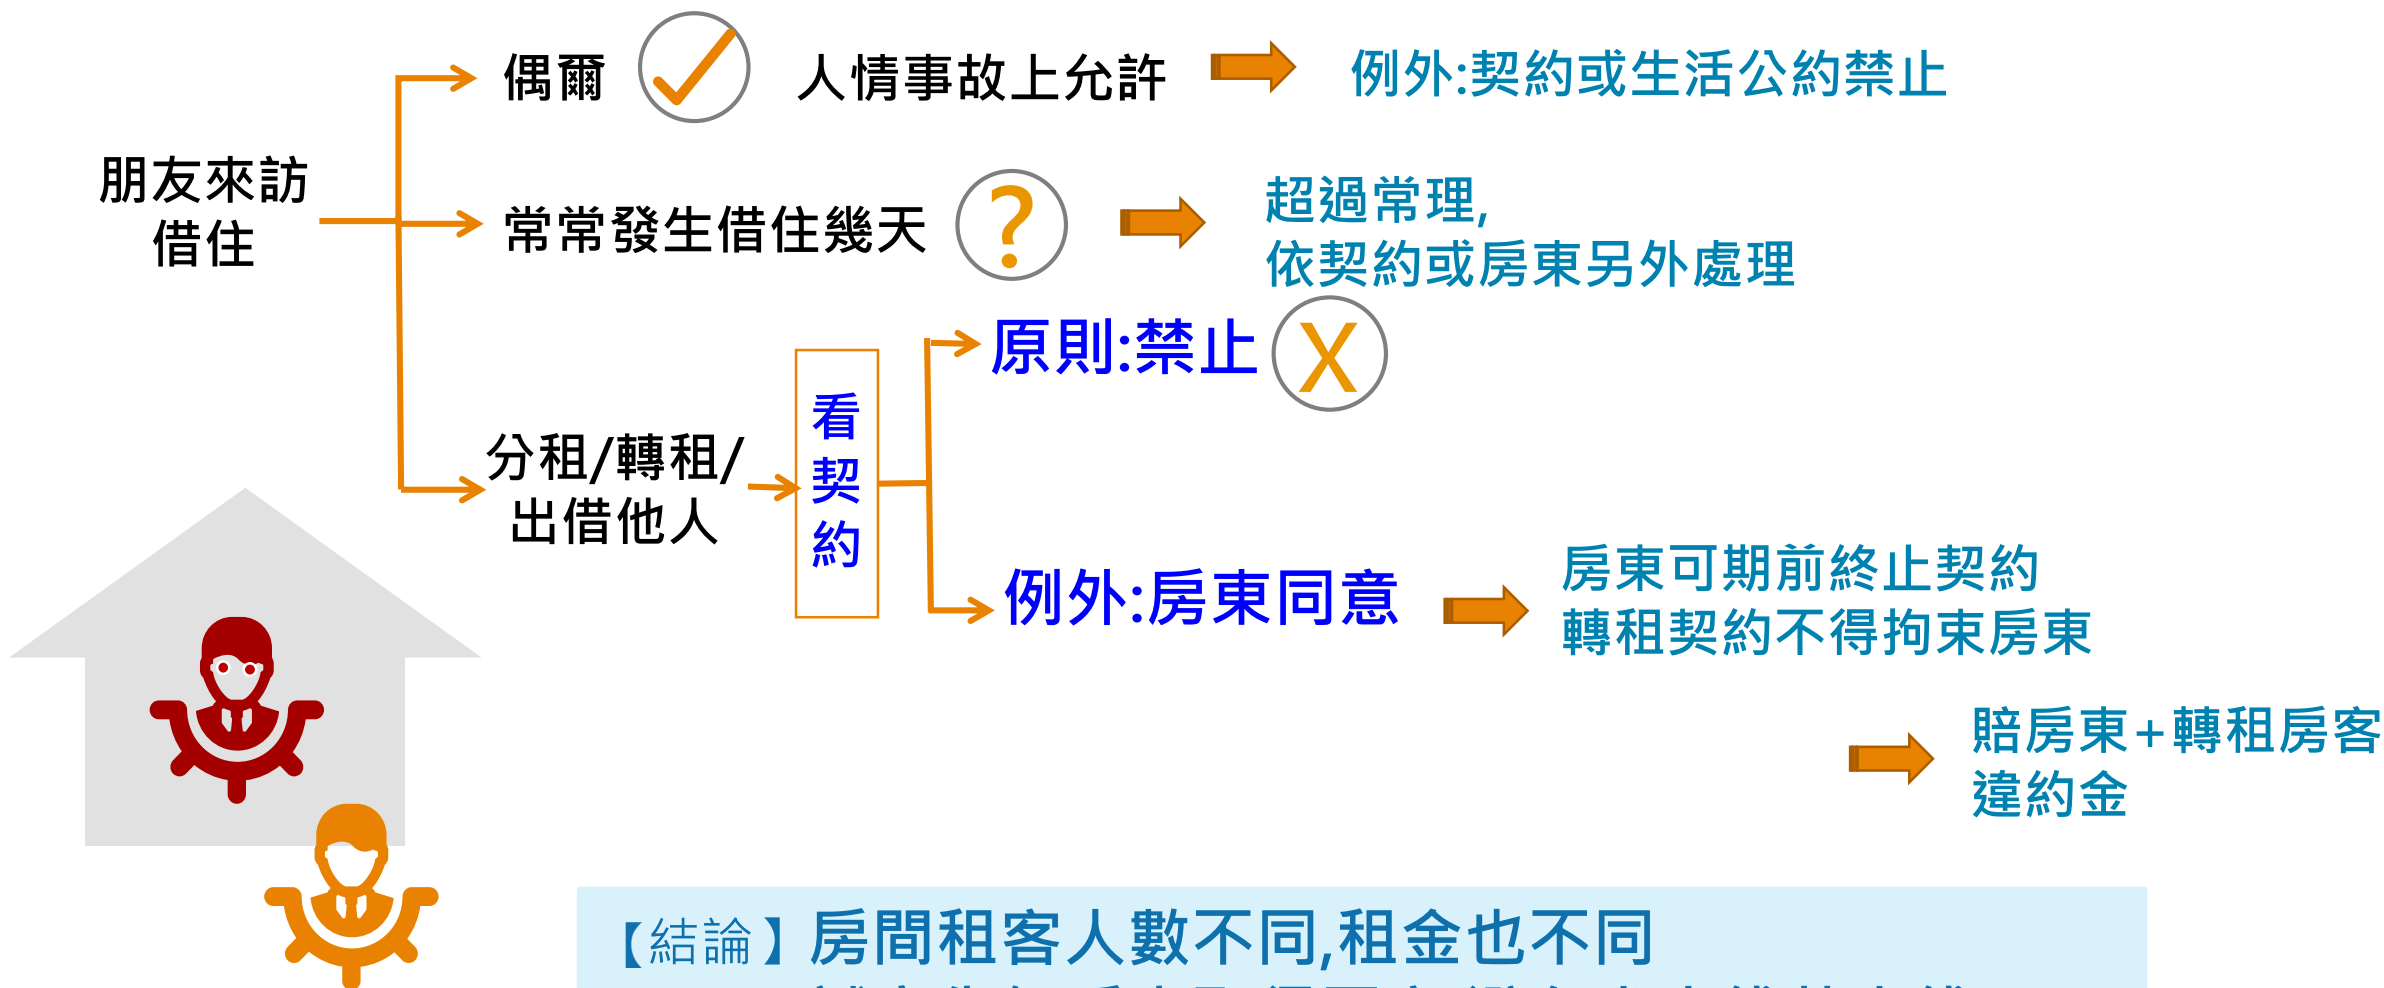 偶爾
人情事故上允許
例外:契約或生活公約禁止
朋友來訪
借住
常常發生借住幾天
?
超過常理,
依契約或房東另外處理
原則:禁止
X
看
契
約
分租/轉租/
出借他人
例外:房東同意
房東可期前終止契約
轉租契約不得拘束房東
賠房東+轉租房客
違約金
【結論】房間租客人數不同,租金也不同